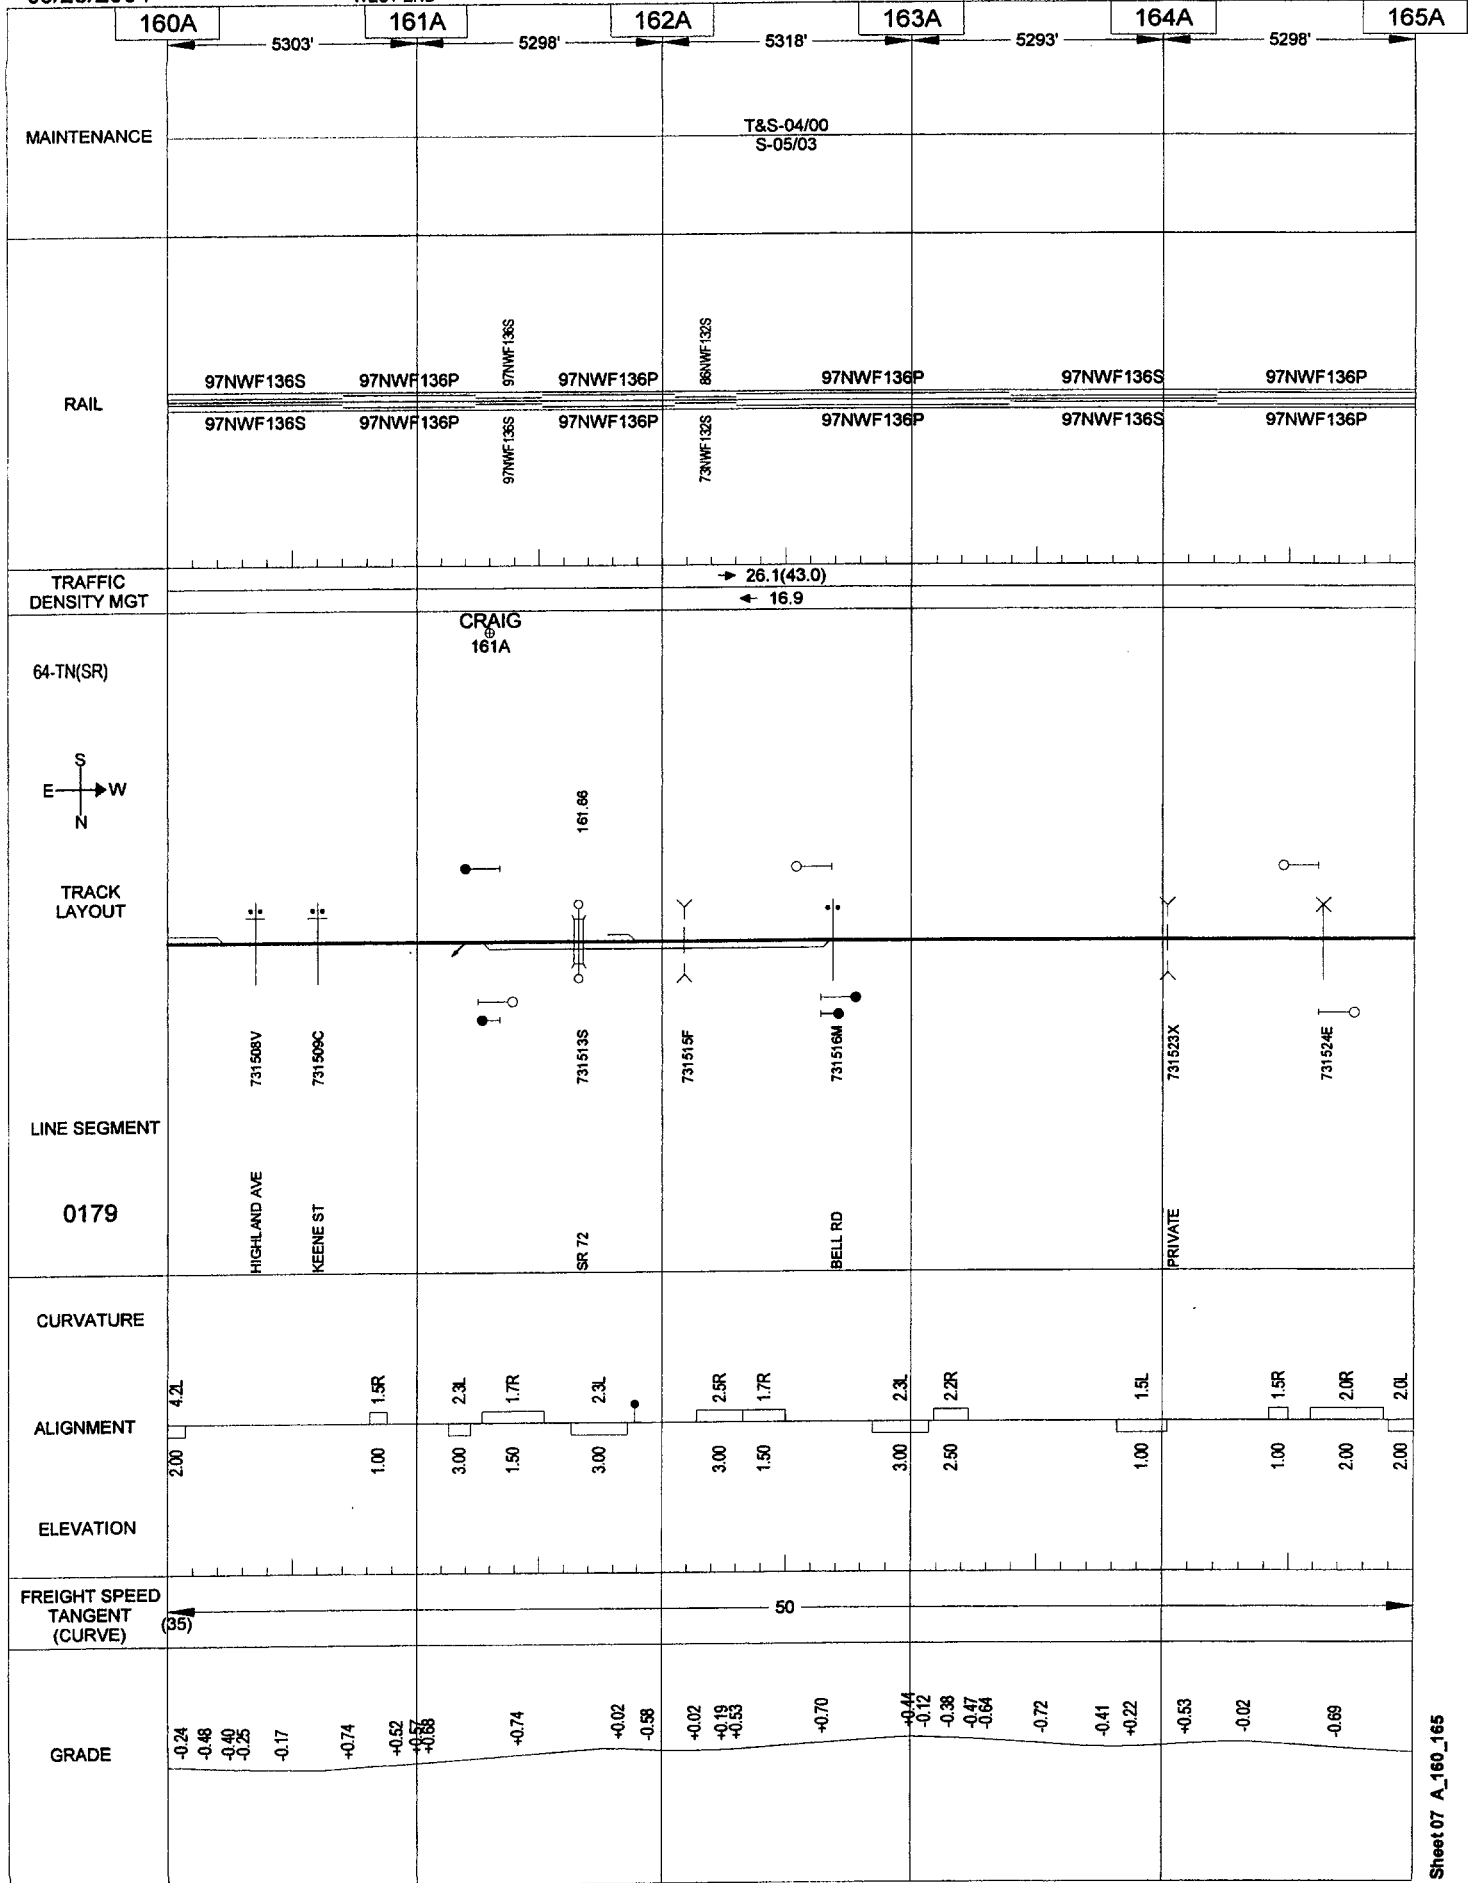 160A 161A 162A 163A 164A 165A
5303' 5298' 5318' 5293' 5298'
MAINTENANCE
T&S-04/00
S-05/03
97NWF136S 86NWF132S
97NWF136S 97NWF136P 97NWF136P 97NWF136P 97NWF136S 97NWF136P
RAIL
97NWF136S 97NWF136P 97NWF136P 97NWF136P 97NWF136S 97NWF136P
97NWF136S 73NWF132S
TRAFFIC
DENSITY MGT
26.1(43.0)
16.9
CRAIG
161A
64-TN(SR)
S
E W
N
161.66
TRACK
LAYOUT
731508V 731509C 731513S 731515F 731516M 731523X 731524E
LINE SEGMENT
0179
HIGHLAND AVE KEENE ST SR 72 BELL RD PRIVATE
CURVATURE
4.2L 1.5R 2.3L 1.7R 2.3L 2.5R 1.7R 2.3L 2.2R 1.5L 1.5R 2.0R 2.0L
ALIGNMENT
2.00 1.00 3.00 1.50 3.00 3.00 1.50 3.00 2.50 1.00 1.00 2.00 2.00
ELEVATION
FREIGHT SPEED
TANGENT
(CURVE)
(35)
50
GRADE
-0.24 -0.48 -0.40 -0.25 -0.17 +0.74 +0.52 +0.57 +0.68 +0.74 +0.02 -0.58 +0.02 +0.19 +0.53 +0.70 +0.44 -0.12 -0.38 -0.47 -0.64 -0.72 -0.41 +0.22 +0.53 -0.02 -0.69
Sheet 07 A_160_165